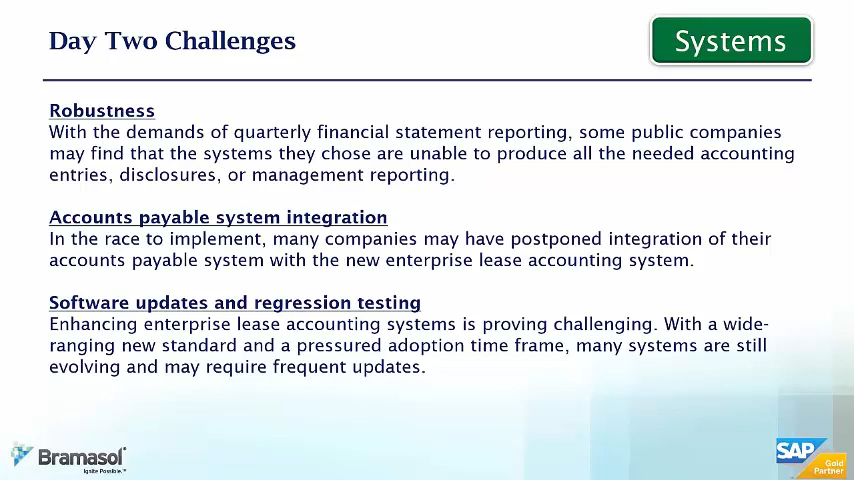 Day Two Challenges
Systems
Robustness
With the demands of quarterly financial statement reporting, some public companies
may find that the systems they chose are unable to produce all the needed accounting
entries, disclosures, or management reporting.
Accounts payable system integration
In the race to implement, many companies may have postponed integration of their
accounts payable system with the new enterprise lease accounting system.
Software updates and regression testing
Enhancing enterprise lease accounting systems is proving challenging. With a wide-
ranging new standard and a pressured adoption time frame, many systems are still
evolving and may require frequent updates.
Bramasol
Ignite Possible.™
SAP
Gold
Partner